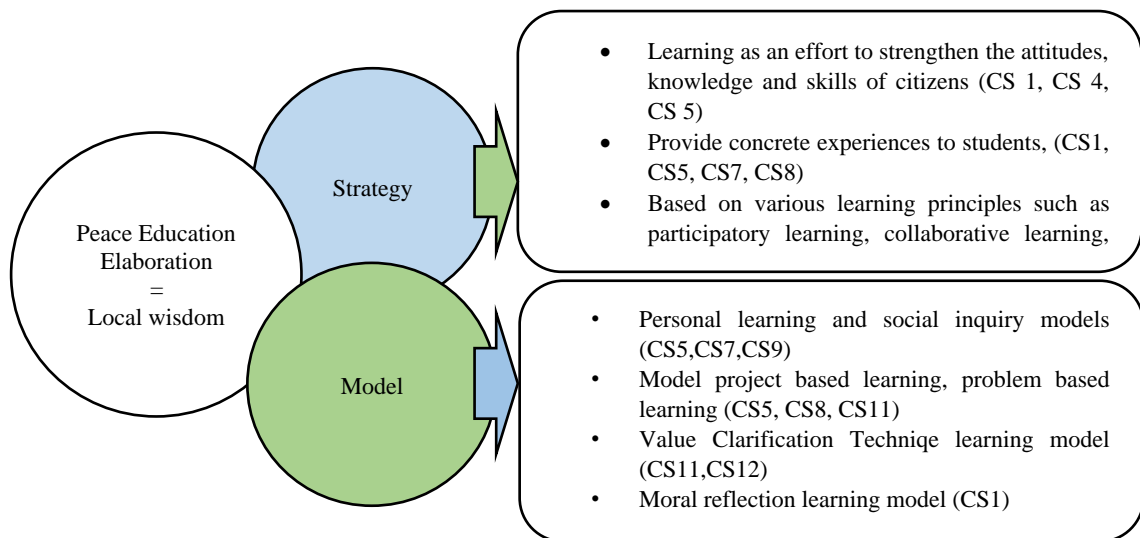 Peace Education
Elaboration
=
Local wisdom
Strategy
• Learning as an effort to strengthen the attitudes,
knowledge and skills of citizens (CS 1, CS 4,
CS 5)
• Provide concrete experiences to students, (CS1,
CS5, CS7, CS8)
• Based on various learning principles such as
participatory learning, collaborative learning,
Model
• Personal learning and social inquiry models
(CS5,CS7,CS9)
• Model project based learning, problem based
learning (CS5, CS8, CS11)
• Value Clarification Techniqe learning model
(CS11,CS12)
• Moral reflection learning model (CS1)